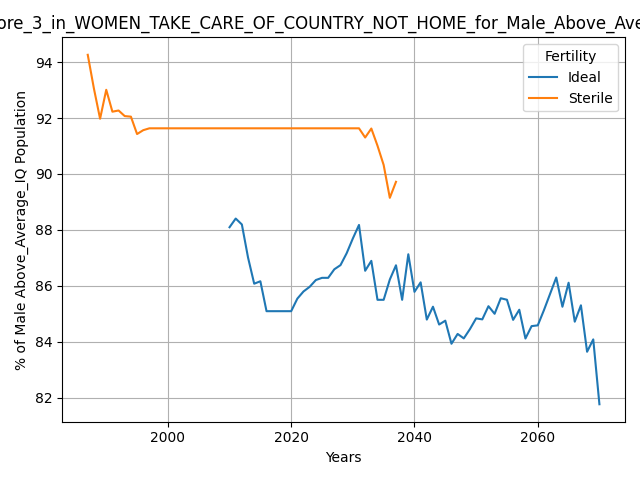 ore_3_in_WOMEN_TAKE_CARE_OF_COUNTRY_NOT_HOME_for_Male_Above_Ave
% of Male Above_Average_IQ Population
94
92
90
88
86
84
82
Fertility
Ideal
Sterile
2000 2020 2040 2060
Years